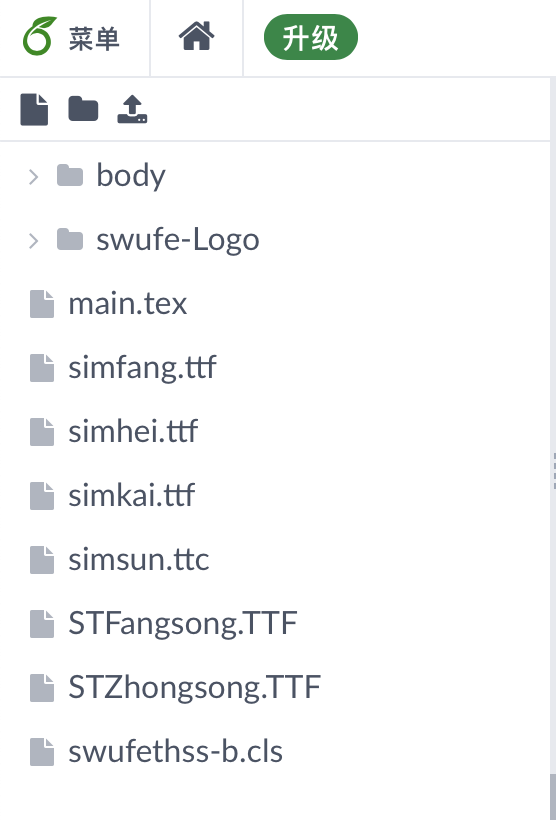 菜单 升级
body
swufe-Logo
main.tex
simfang.ttf
simhei.ttf
simkai.ttf
simsun.ttc
STFangsong.TTF
STZhongsong.TTF
swufethss-b.cls